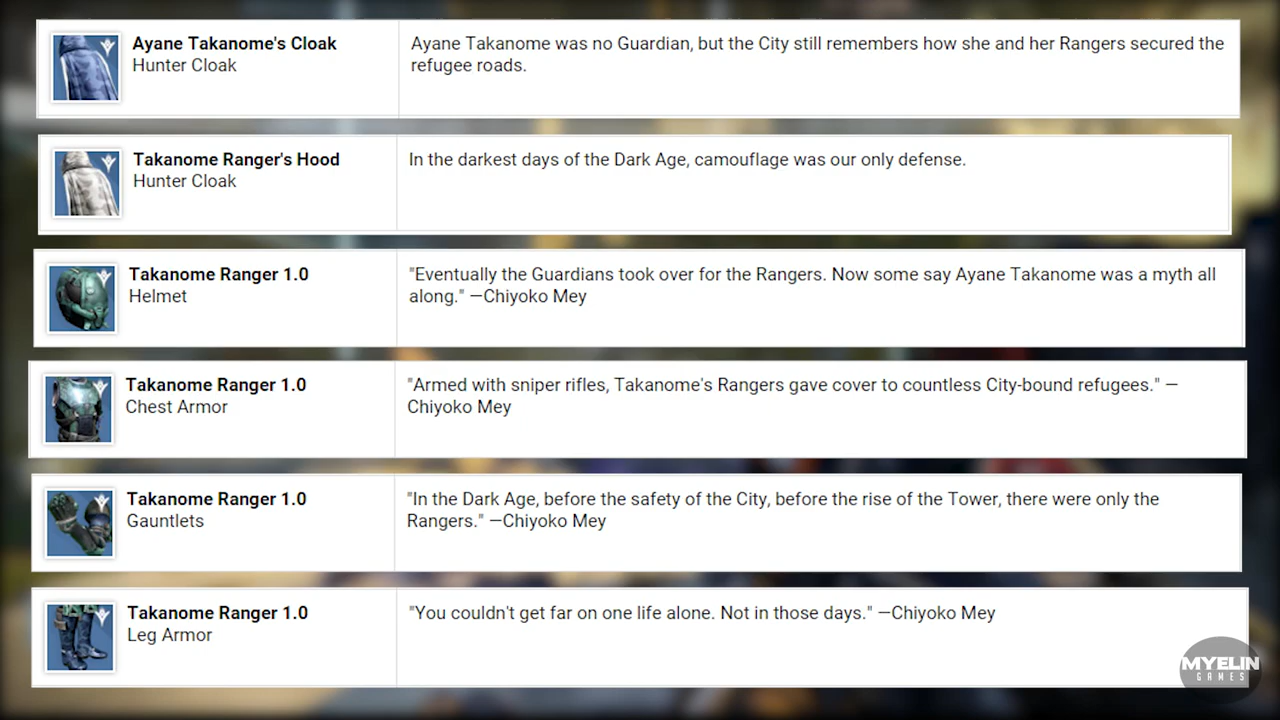 Ayane Takanome's Cloak
Hunter Cloak
Ayane Takanome was no Guardian, but the City still remembers how she and her Rangers secured the
refugee roads.
Takanome Ranger's Hood
Hunter Cloak
In the darkest days of the Dark Age, camouflage was our only defense.
Takanome Ranger 1.0
Helmet
"Eventually the Guardians took over for the Rangers. Now some say Ayane Takanome was a myth all
along." —Chiyoko Mey
Takanome Ranger 1.0
Chest Armor
"Armed with sniper rifles, Takanome's Rangers gave cover to countless City-bound refugees." —
Chiyoko Mey
Takanome Ranger 1.0
Gauntlets
"In the Dark Age, before the safety of the City, before the rise of the Tower, there were only the
Rangers." —Chiyoko Mey
Takanome Ranger 1.0
Leg Armor
"You couldn't get far on one life alone. Not in those days." —Chiyoko Mey
MYELIN
GAMES